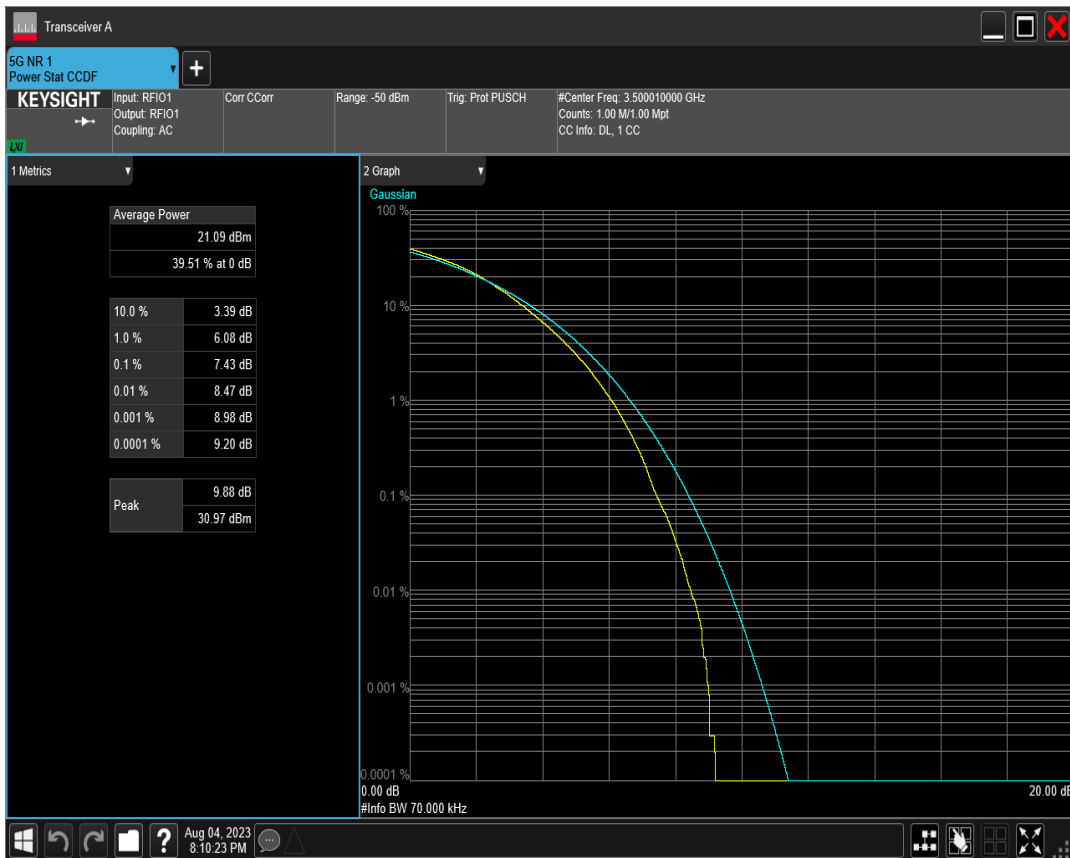 Transceiver A
5G NR 1
Power Stat CCDF
KEYSIGHT
LXI
Input: RFIO1
Output: RFIO1
Coupling: AC
Corr CCorr
Range: -50 dBm
Trig: Prot PUSCH
#Center Freq: 3.500010000 GHz
Counts: 1.00 M/1.00 Mpt
CC Info: DL, 1 CC
1 Metrics
Average Power
21.09 dBm
39.51 % at 0 dB
10.0 % 3.39 dB
1.0 % 6.08 dB
0.1 % 7.43 dB
0.01 % 8.47 dB
0.001 % 8.98 dB
0.0001 % 9.20 dB
Peak
9.88 dB
30.97 dBm
2 Graph
Gaussian
100 %
10 %
1 %
0.1 %
0.01 %
0.001 %
0.0001 %
0.00 dB 20.00 dB
#Info BW 70.000 kHz
Aug 04, 2023
8:10:23 PM